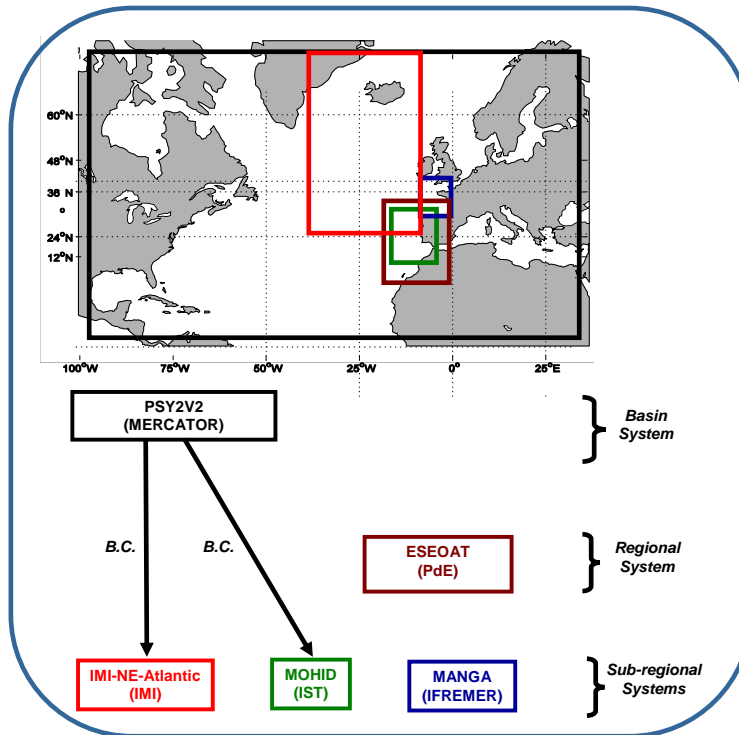 60°N
48°N
36 N
o
24°N
12°N
100°W
75°W
50°W
25°W
0°
25°E
PSY2V2
(MERCATOR)
Basin
System
B.C.
B.C.
ESEOAT
(PdE)
Regional
System
IMI-NE-Atlantic
(IMI)
MOHID
(IST)
MANGA
(IFREMER)
Sub-regional
Systems